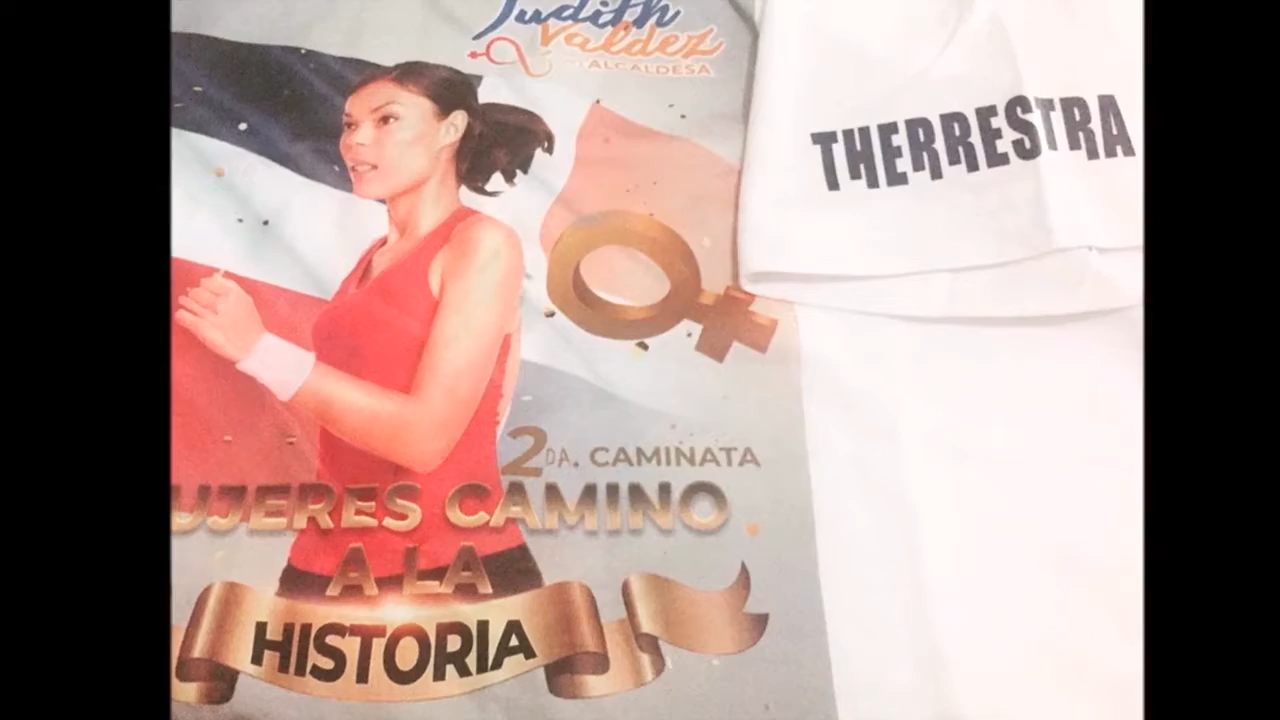 Judith
Valdez
ALCALDESA
THERRESTRA
2DA. CAMINATA
UJERES CAMINO
A LA
HISTORIA